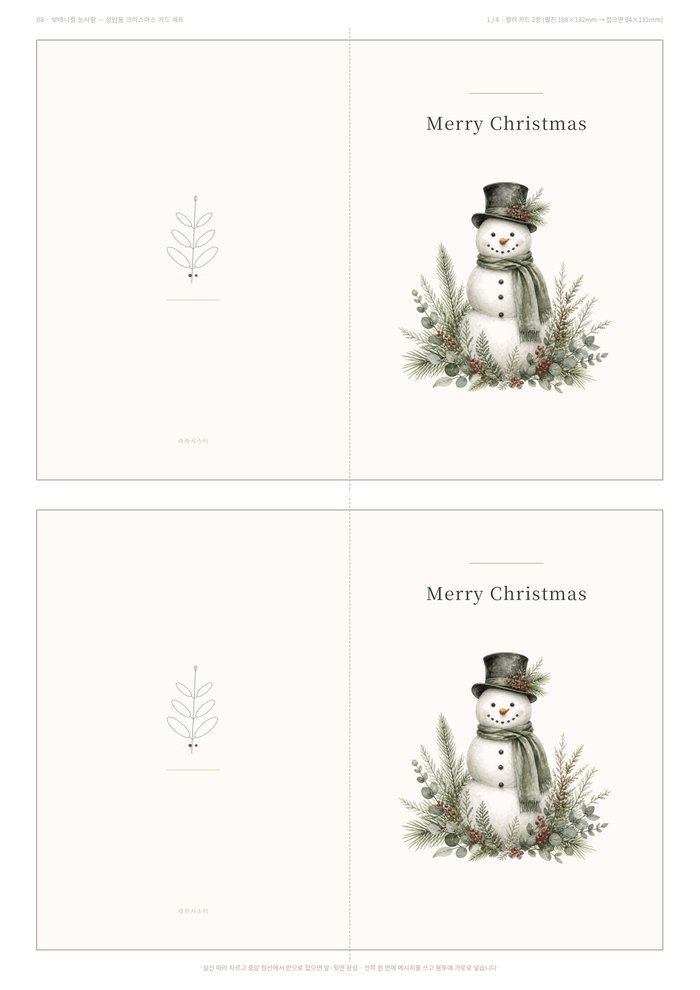 03 · 보태니컬 눈사람 — 성인용 크리스마스 카드 세트
1 / 4 · 컬러 카드 2장 (펼친 188×132mm → 접으면 94×132mm)
Merry Christmas
라라시스터
Merry Christmas
라라시스터
실선 따라 자르고 중앙 점선에서 반으로 접으면 앞·뒷면 완성 · 안쪽 흰 면에 메시지를 쓰고 봉투에 가로로 넣습니다